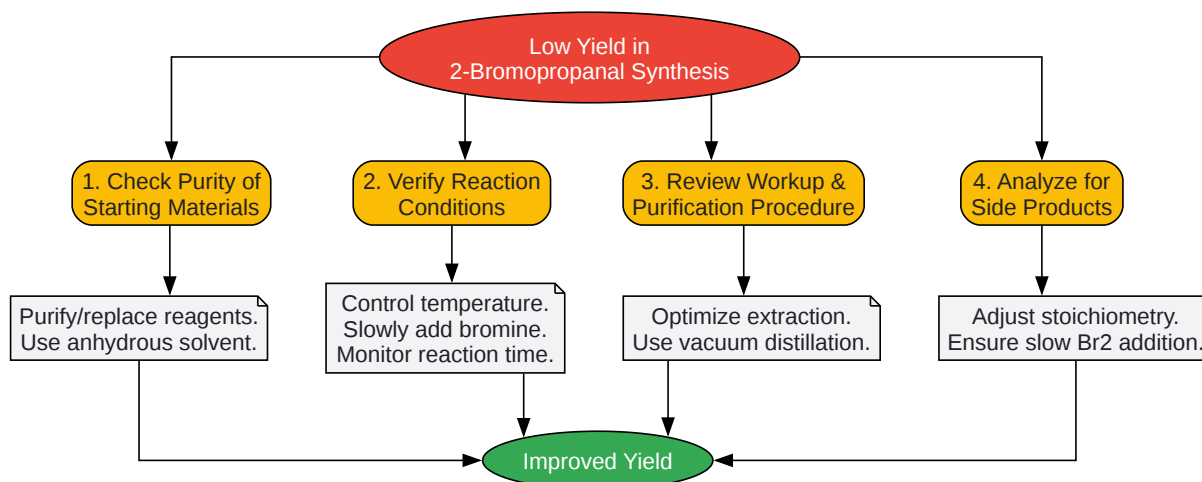 Low Yield in
2-Bromopropanal Synthesis
1. Check Purity of
Starting Materials
2. Verify Reaction
Conditions
3. Review Workup &
Purification Procedure
4. Analyze for
Side Products
Purify/replace reagents.
Use anhydrous solvent.
Control temperature.
Slowly add bromine.
Monitor reaction time.
Optimize extraction.
Use vacuum distillation.
Adjust stoichiometry.
Ensure slow Br2 addition.
Improved Yield